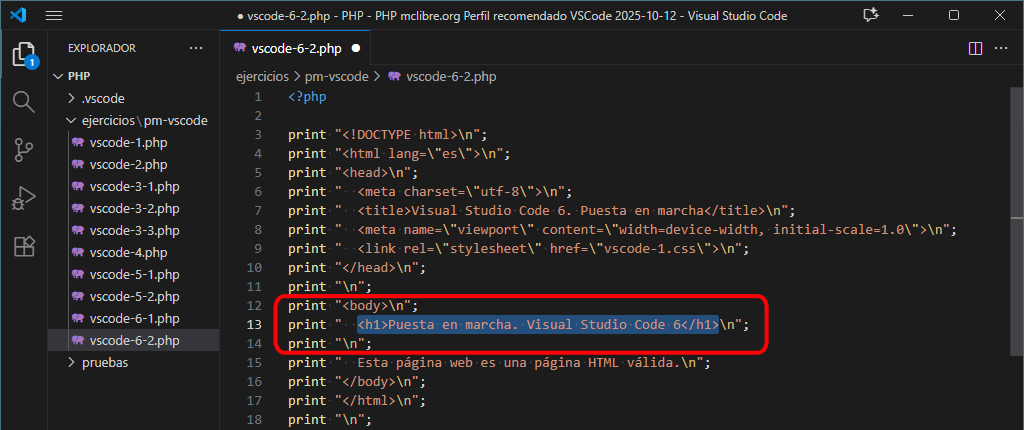 ● vscode-6-2.php - PHP - PHP mclibre.org Perfil recomendado VSCode 2025-10-12 - Visual Studio Code
EXPLORADOR
PHP
.vscode
ejercicios\pm-vscode
vscode-1.php
vscode-2.php
vscode-3-1.php
vscode-3-2.php
vscode-3-3.php
vscode-4.php
vscode-5-1.php
vscode-5-2.php
vscode-6-1.php
vscode-6-2.php
pruebas
1
vscode-6-2.php ●
ejercicios > pm-vscode > vscode-6-2.php
1 <?php
2
3 print "<!DOCTYPE html>\n";
4 print "<html lang=\"es\">\n";
5 print "<head>\n";
6 print "  <meta charset=\"utf-8\">\n";
7 print "  <title>Visual Studio Code 6. Puesta en marcha</title>\n";
8 print "  <meta name=\"viewport\" content=\"width=device-width, initial-scale=1.0\">\n";
9 print "  <link rel=\"stylesheet\" href=\"vscode-1.css\">\n";
10 print "</head>\n";
11 print "\n";
12 print "<body>\n";
13 print "  <h1>Puesta en marcha. Visual Studio Code 6</h1>\n";
14 print "\n";
15 print "  Esta página web es una página HTML válida.\n";
16 print "</body>\n";
17 print "</html>\n";
18 print "\n";